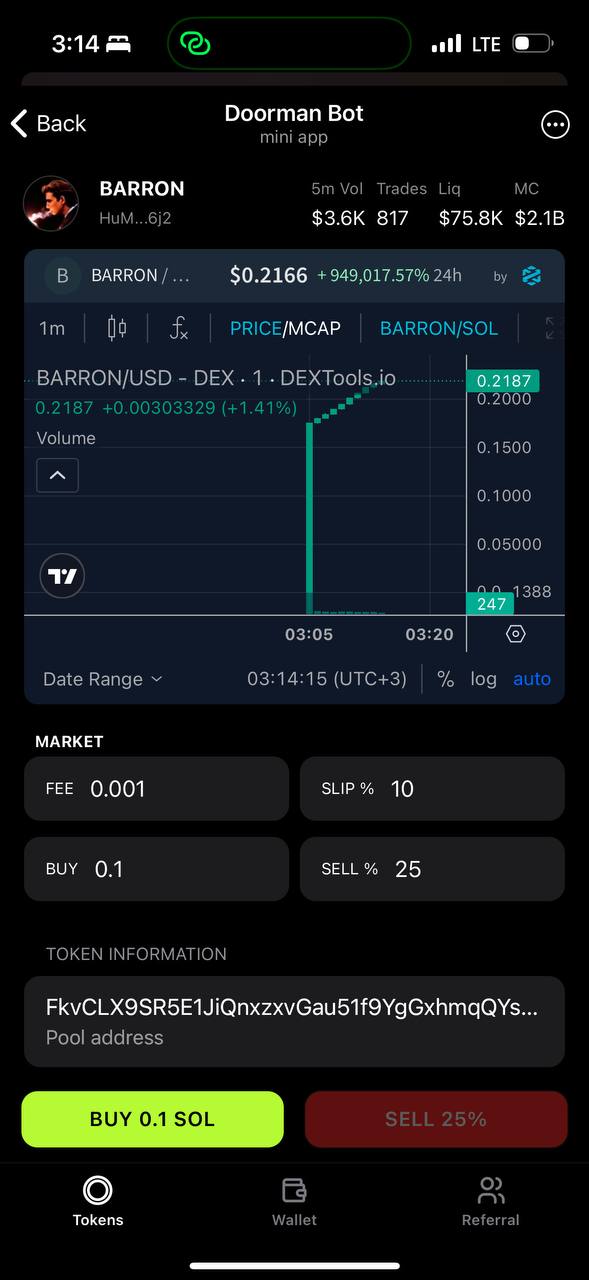 3:14
LTE
Back
Doorman Bot
mini app
BARRON
HuM...6j2
5m Vol Trades Liq MC
$3.6K 817 $75.8K $2.1B
B BARRON / ... $0.2166 + 949,017.57% 24h by
1m PRICE/MCAP BARRON/SOL
BARRON/USD - DEX · 1 · DEXTools.io
0.2187 +0.00303329 (+1.41%)
Volume
0.2187
0.2000
0.1500
0.1000
0.05000
247
03:05 03:20
Date Range 03:14:15 (UTC+3) % log auto
MARKET
FEE 0.001 SLIP % 10
BUY 0.1 SELL % 25
TOKEN INFORMATION
FkvCLX9SR5E1JiQnxzxvGau51f9YgGxhmqQYs...
Pool address
BUY 0.1 SOL SELL 25%
Tokens Wallet Referral